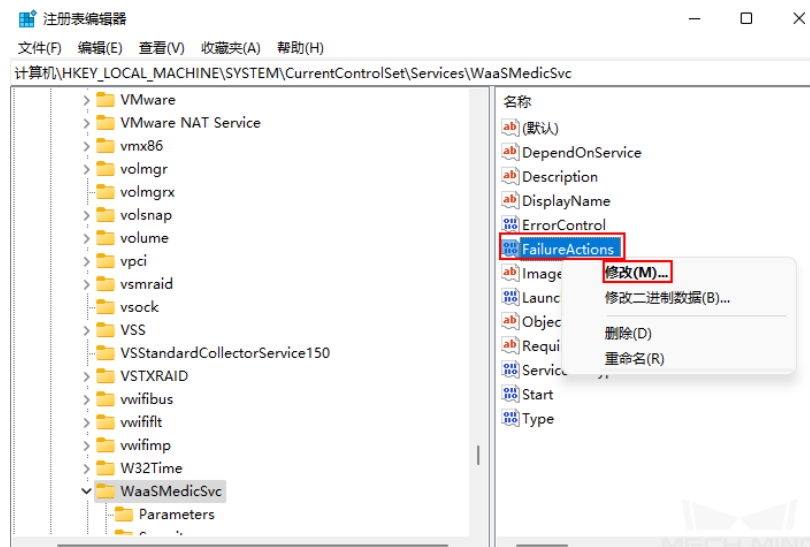 注册表编辑器
文件(F) 编辑(E) 查看(V) 收藏夹(A) 帮助(H)
计算机\HKEY_LOCAL_MACHINE\SYSTEM\CurrentControlSet\Services\WaaSMedicSvc
VMware
VMware NAT Service
vmx86
volmgr
volmgrx
volsnap
volume
vpci
vsmraid
vsock
VSS
VSStandardCollectorService150
VSTXRAID
vwifibus
vwififlt
vwifimp
W32Time
WaaSMedicSvc
Parameters
名称
(默认)
DependOnService
Description
DisplayName
ErrorControl
FailureActions
Image
Launc
Objec
Requi
Servic
Start
Type
修改(M)...
修改二进制数据(B)...
删除(D)
重命名(R)